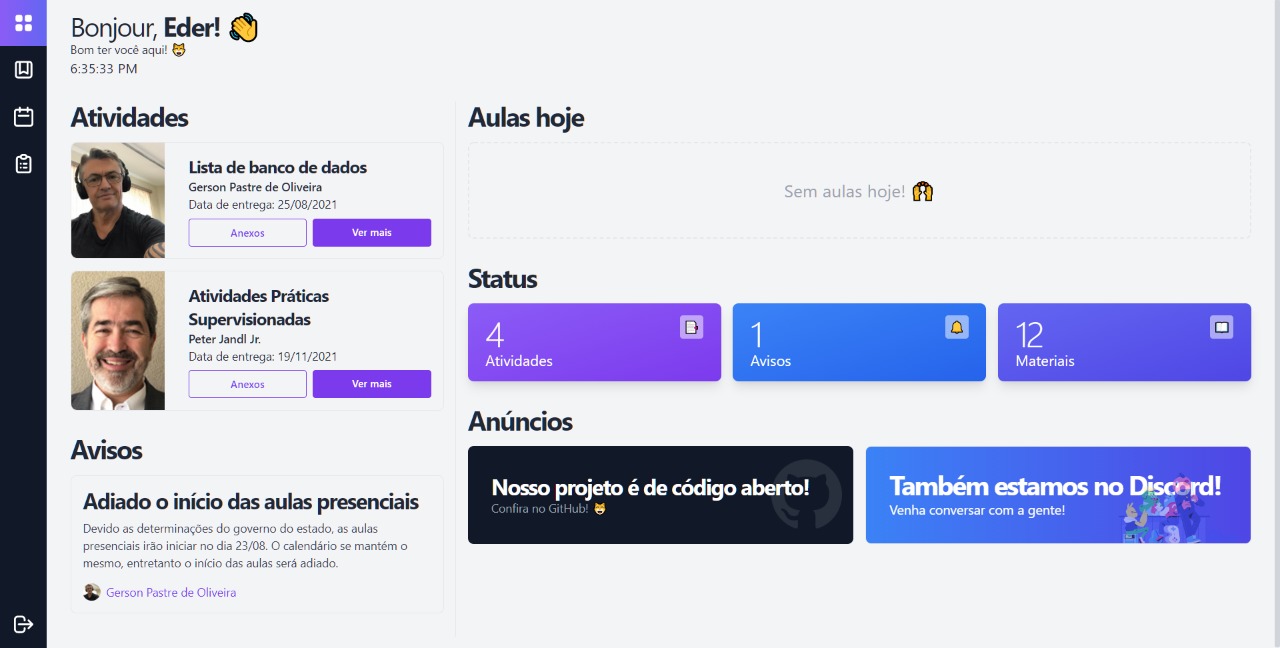 Bonjour, Eder! 👋
Bom ter você aqui! 😸
6:35:33 PM
Atividades
Lista de banco de dados
Gerson Pastre de Oliveira
Data de entrega: 25/08/2021
Anexos
Ver mais
Atividades Práticas
Supervisionadas
Peter Jandl Jr.
Data de entrega: 19/11/2021
Anexos
Ver mais
Avisos
Adiado o início das aulas presenciais
Devido as determinações do governo do estado, as aulas
presenciais irão iniciar no dia 23/08. O calendário se mantém o
mesmo, entretanto o início das aulas será adiado.
Gerson Pastre de Oliveira
Aulas hoje
Sem aulas hoje! 🙌
Status
4
Atividades
1
Avisos
12
Materiais
Anúncios
Nosso projeto é de código aberto!
Confira no GitHub! 😸
Também estamos no Discord!
Venha conversar com a gente!